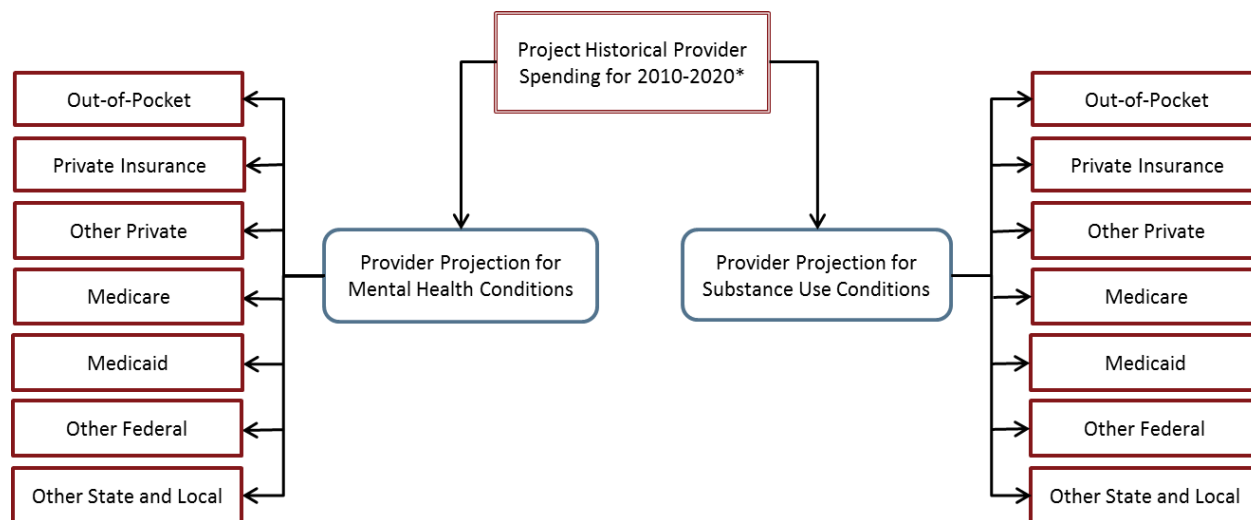 Project Historical Provider
Spending for 2010-2020*
Out-of-Pocket
Private Insurance
Other Private
Medicare
Medicaid
Other Federal
Other State and Local
Provider Projection for
Mental Health Conditions
Provider Projection for
Substance Use Conditions
Out-of-Pocket
Private Insurance
Other Private
Medicare
Medicaid
Other Federal
Other State and Local